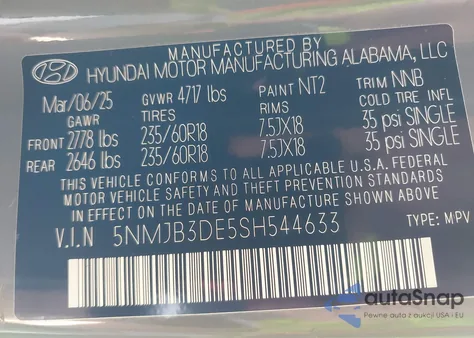 MANUFACTURED BY
HYUNDAI MOTOR MANUFACTURING ALABAMA, LLC
Mar/06/25 GVWR 4717 lbs PAINT NT2 TRIM NNB
GAWR TIRES RIMS COLD TIRE INFL
FRONT 2778 lbs 235/60R18 7.5JX18 35 psi SINGLE
REAR 2646 lbs 235/60R18 7.5JX18 35 psi SINGLE
THIS VEHICLE CONFORMS TO ALL APPLICABLE U.S.A. FEDERAL
MOTOR VEHICLE SAFETY AND THEFT PREVENTION STANDARDS
IN EFFECT ON THE DATE OF MANUFACTURE SHOWN ABOVE.
V.I.N 5NMJB3DE5SH544633 TYPE: M/PV
autaSnap
Pewne auta z aukcji USA i EU